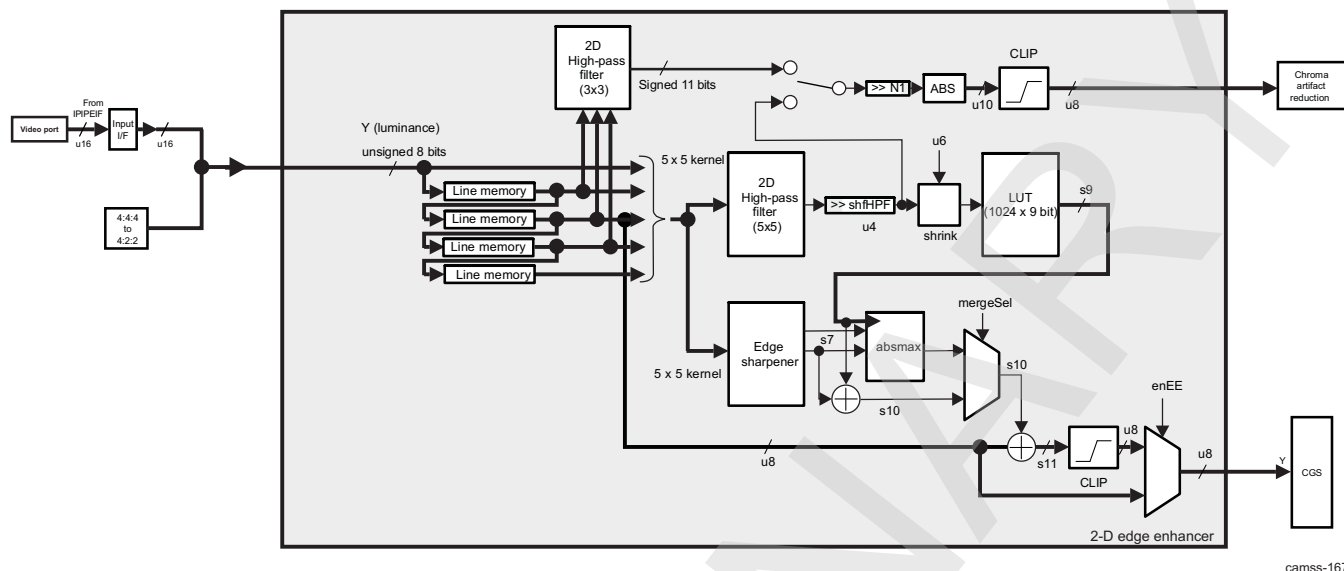 2D
High-pass
filter
(3x3)
Signed 11 bits
CLIP
>> N1
ABS
u10
u8
Chroma
artifact
reduction
From
IPIPEIF
Video port
u16
Input
I/F
u16
Y (luminance)
unsigned 8 bits
5 x 5 kernel
2D
High-pass
filter
(5x5)
>> shfHPF
u4
u6
shrink
LUT
(1024 x 9 bit)
s9
Line memory
Line memory
Line memory
Line memory
4:4:4
to
4:2:2
mergeSel
Edge
sharpener
s7
absmax
s10
5 x 5 kernel
s10
enEE
u8
u8
s11
CLIP
u8
Y
CGS
2-D edge enhancer
camss-167